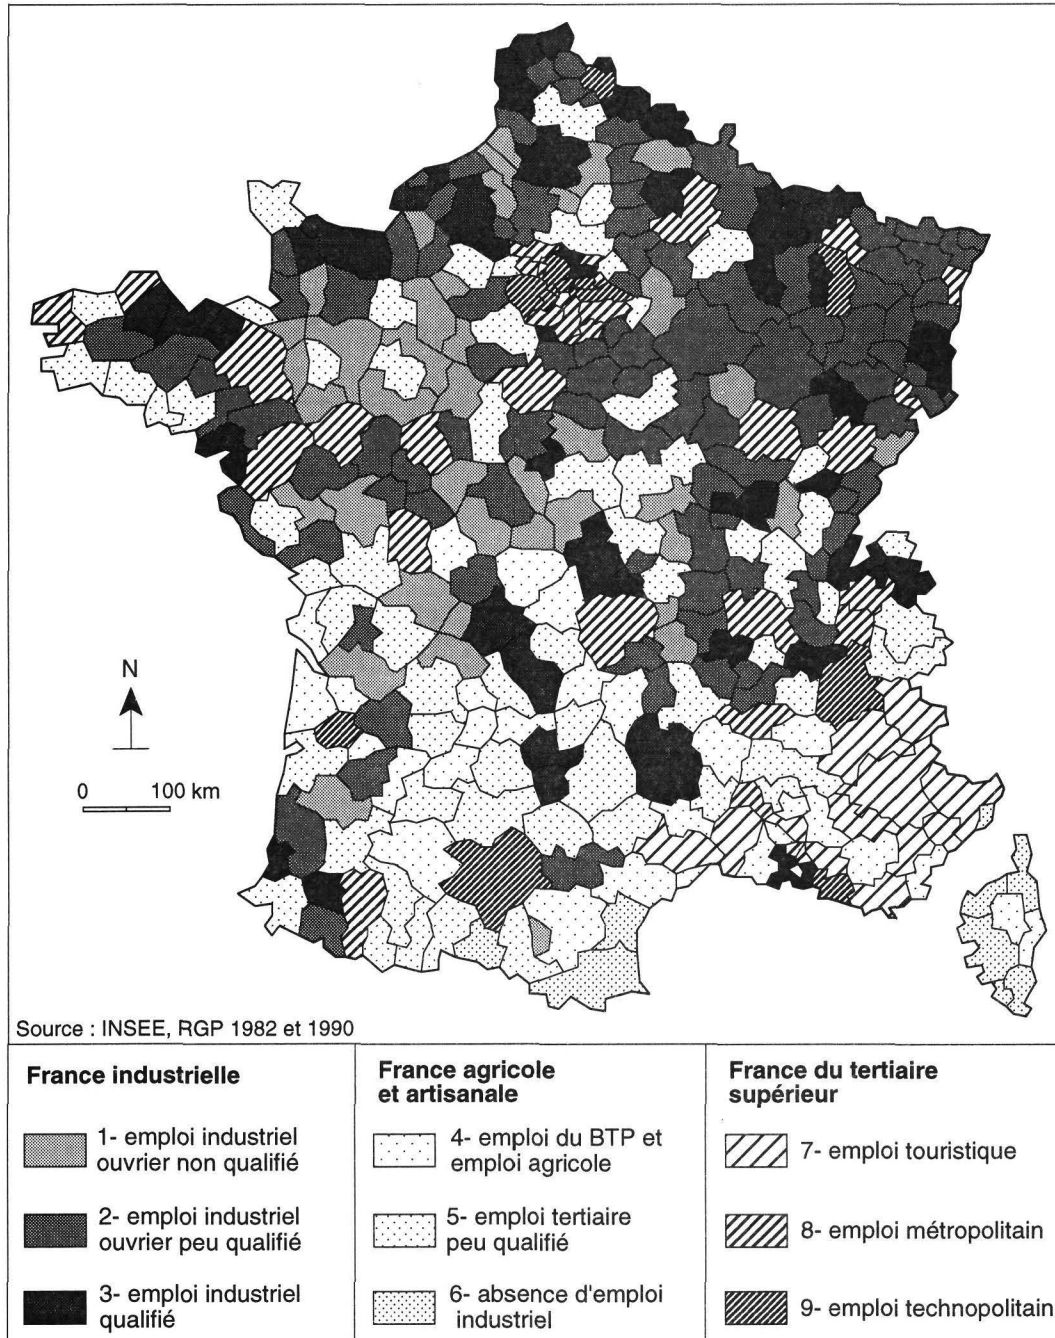 N
0 100 km
Source : INSEE, RGP 1982 et 1990
France industrielle
1- emploi industriel
ouvrier non qualifié
2- emploi industriel
ouvrier peu qualifié
3- emploi industriel
qualifié
France agricole
et artisanale
4- emploi du BTP et
emploi agricole
5- emploi tertiaire
peu qualifié
6- absence d'emploi
industriel
France du tertiaire
supérieur
7- emploi touristique
8- emploi métropolitain
9- emploi technopolitain